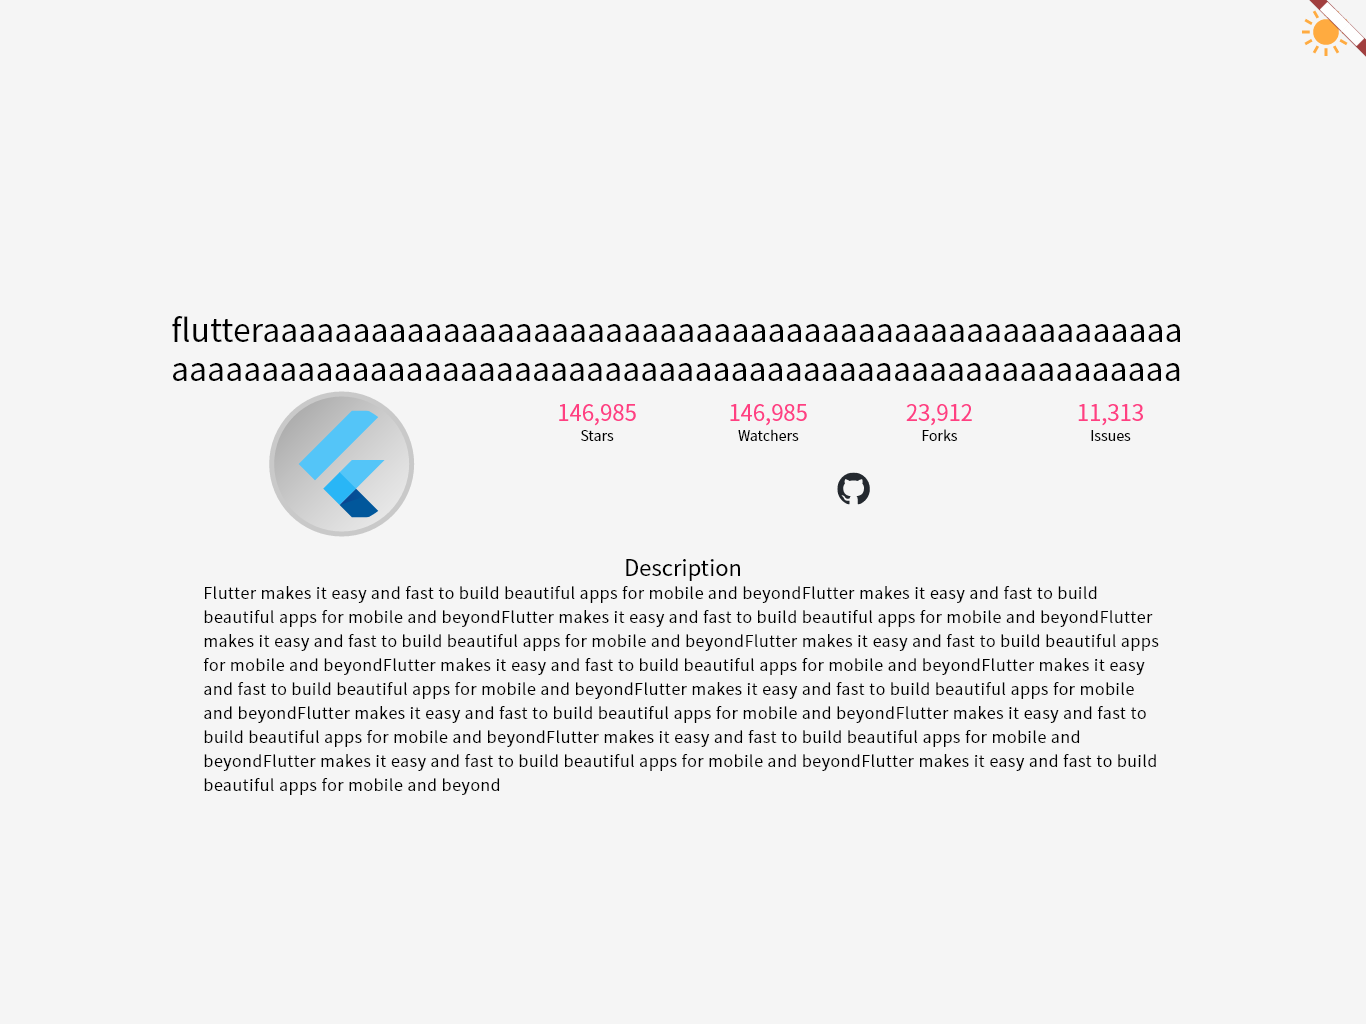 flutteraaaaaaaaaaaaaaaaaaaaaaaaaaaaaaaaaaaaaaaaaaaaaaaaaaa
aaaaaaaaaaaaaaaaaaaaaaaaaaaaaaaaaaaaaaaaaaaaaaaaaaaaaaaa
146,985 146,985 23,912 11,313
Stars Watchers Forks Issues
Description
Flutter makes it easy and fast to build beautiful apps for mobile and beyondFlutter makes it easy and fast to build
beautiful apps for mobile and beyondFlutter makes it easy and fast to build beautiful apps for mobile and beyondFlutter
makes it easy and fast to build beautiful apps for mobile and beyondFlutter makes it easy and fast to build beautiful apps
for mobile and beyondFlutter makes it easy and fast to build beautiful apps for mobile and beyondFlutter makes it easy
and fast to build beautiful apps for mobile and beyondFlutter makes it easy and fast to build beautiful apps for mobile
and beyondFlutter makes it easy and fast to build beautiful apps for mobile and beyondFlutter makes it easy and fast to
build beautiful apps for mobile and beyondFlutter makes it easy and fast to build beautiful apps for mobile and
beyondFlutter makes it easy and fast to build beautiful apps for mobile and beyondFlutter makes it easy and fast to build
beautiful apps for mobile and beyond